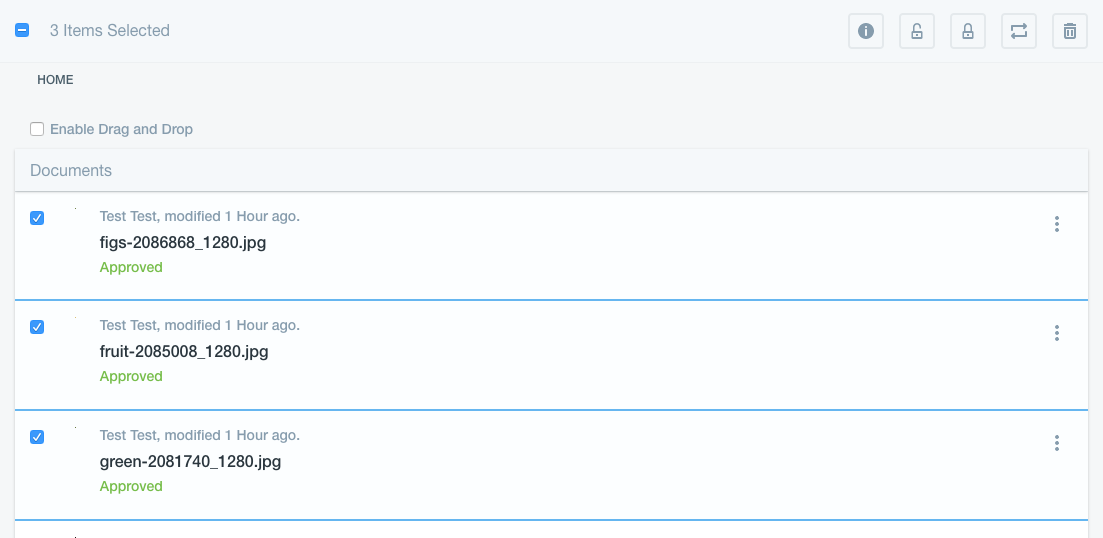 3 Items Selected
HOME
Enable Drag and Drop
Documents
Test Test, modified 1 Hour ago.
figs-2086868_1280.jpg
Approved
Test Test, modified 1 Hour ago.
fruit-2085008_1280.jpg
Approved
Test Test, modified 1 Hour ago.
green-2081740_1280.jpg
Approved